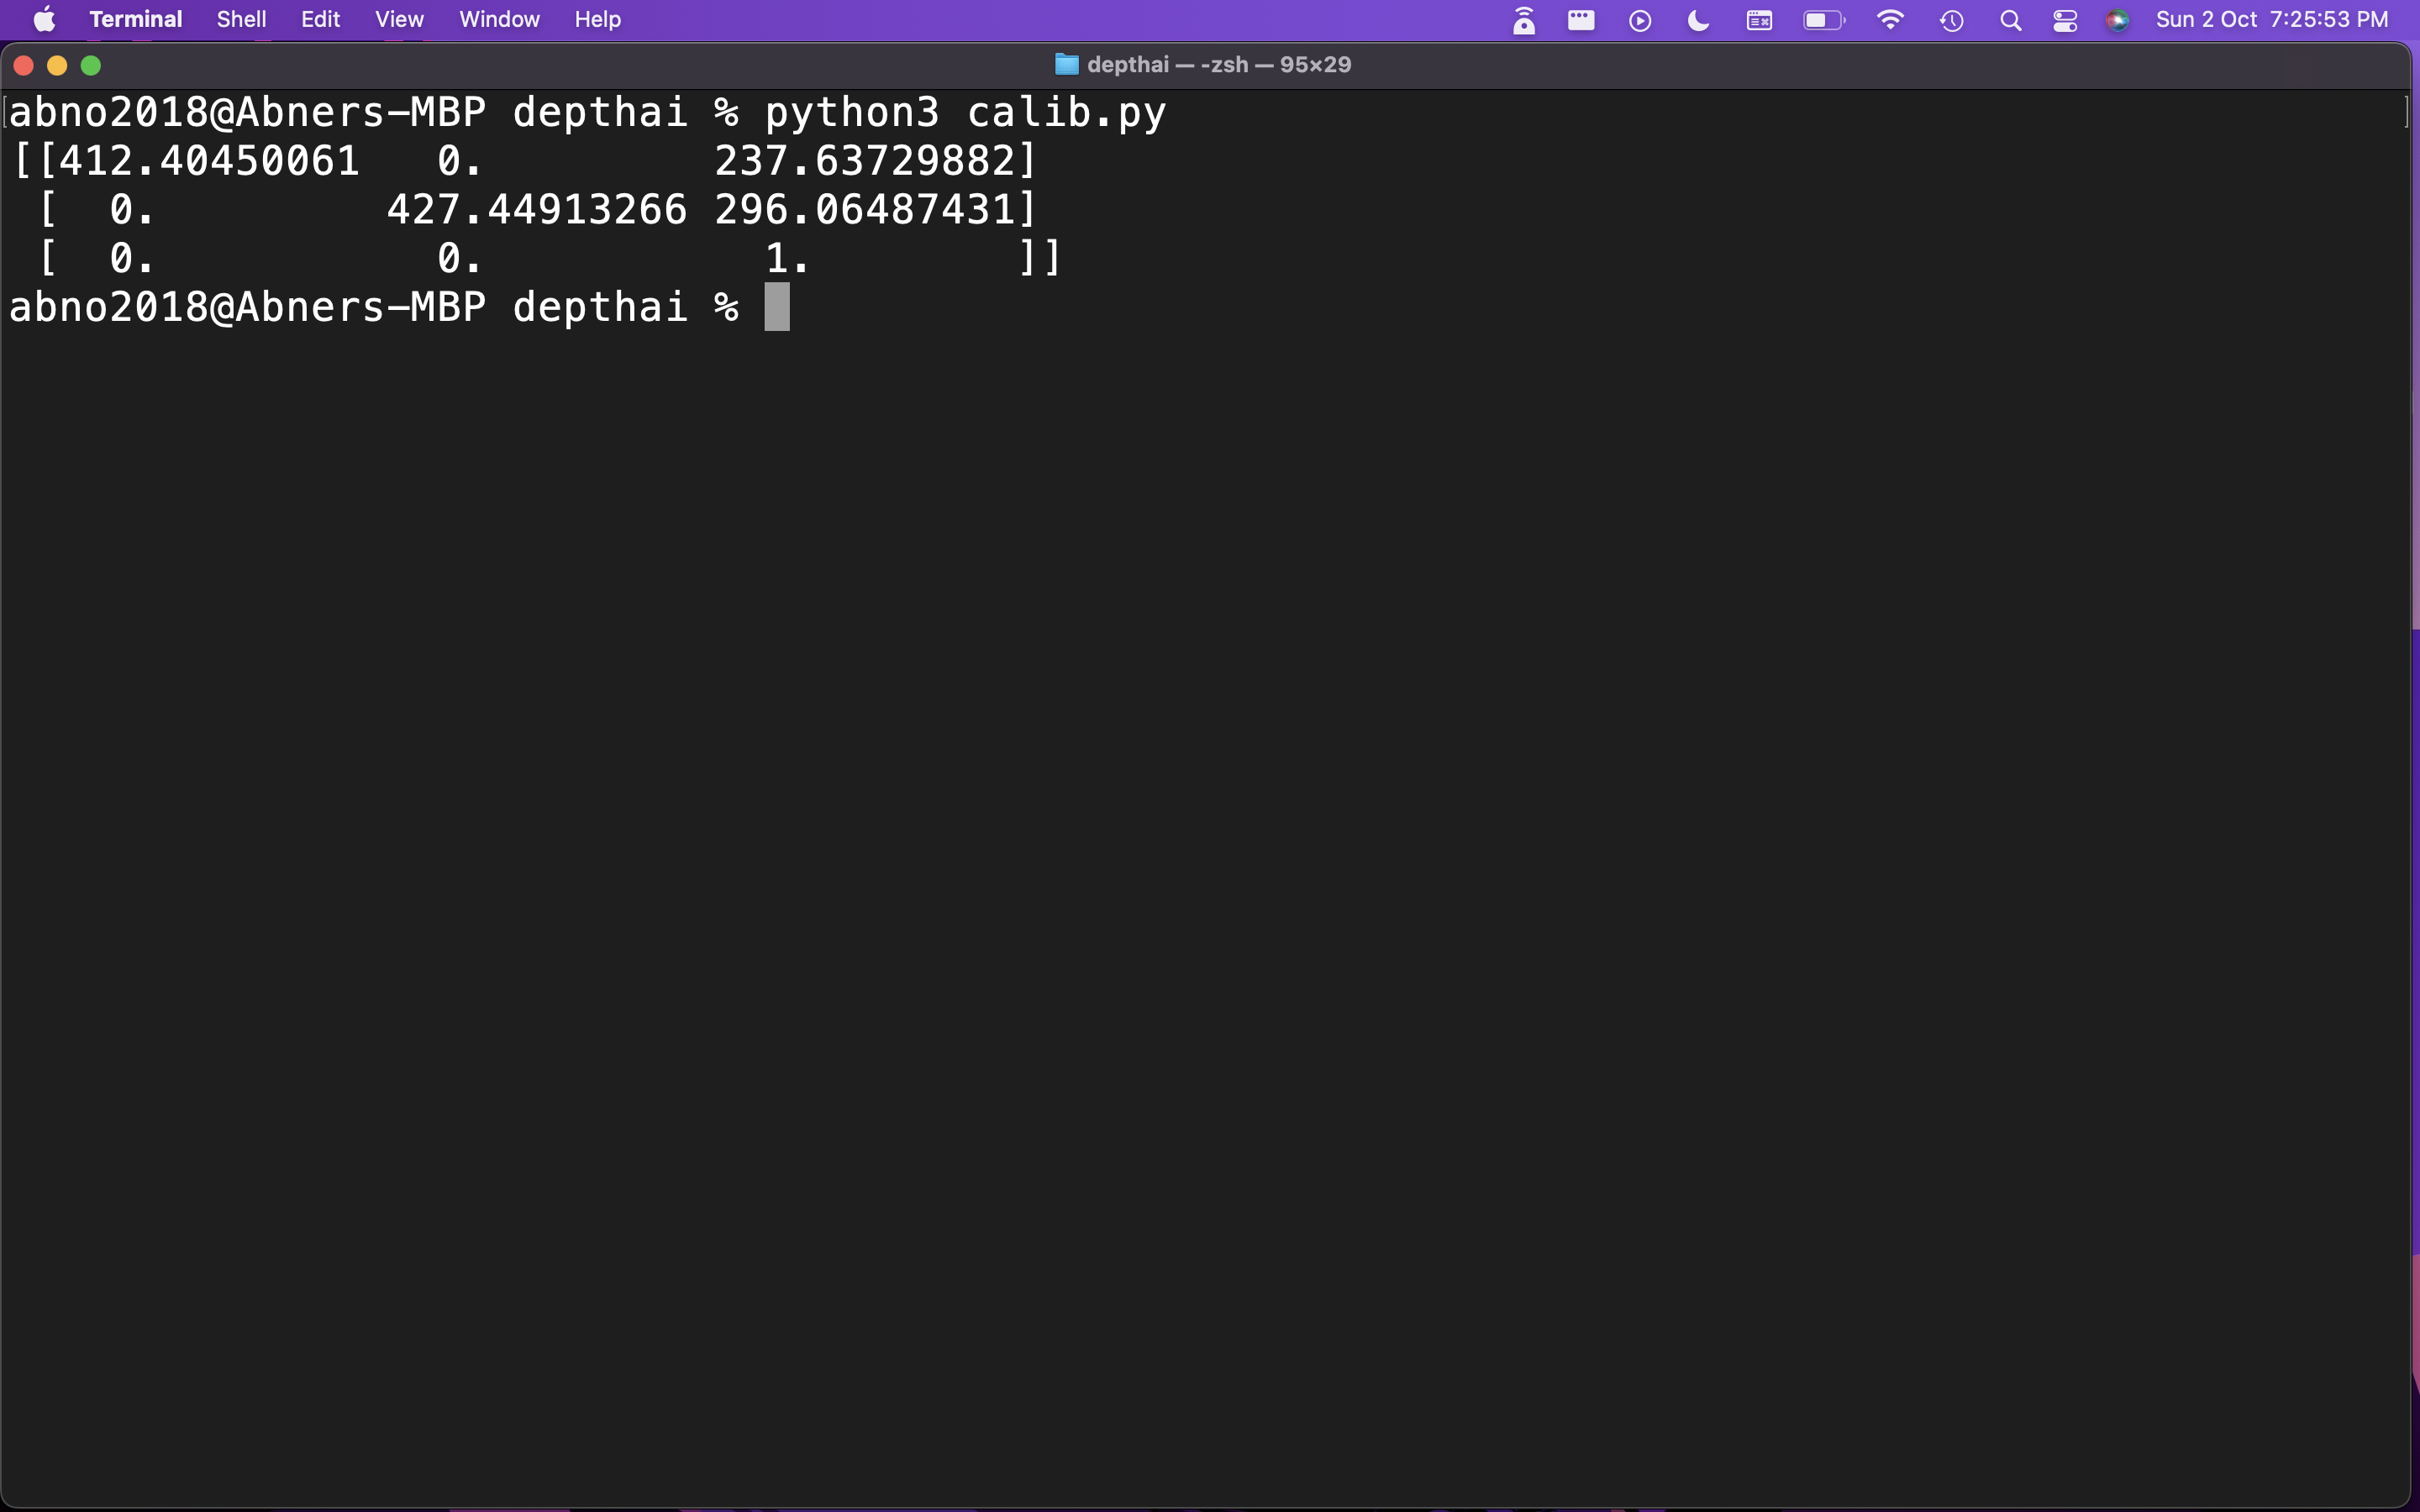 Terminal Shell Edit View Window Help Sun 2 Oct 7:25:53 PM
depthai — -zsh — 95×29
abno2018@Abners-MBP depthai % python3 calib.py
[[412.40450061   0.         237.63729882]
 [  0.         427.44913266 296.06487431]
 [  0.           0.           1.        ]]
abno2018@Abners-MBP depthai %